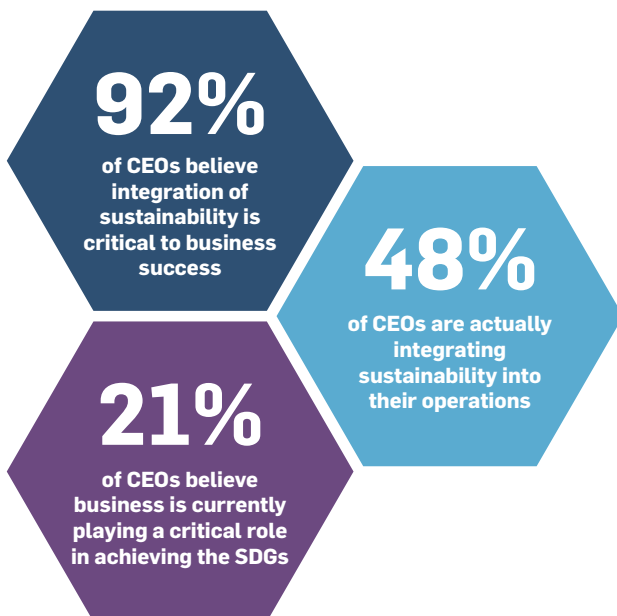 92%
of CEOs believe
integration of
sustainability is
critical to business
success
48%
of CEOs are actually
integrating
sustainability into
their operations
21%
of CEOs believe
business is currently
playing a critical role
in achieving the SDGs